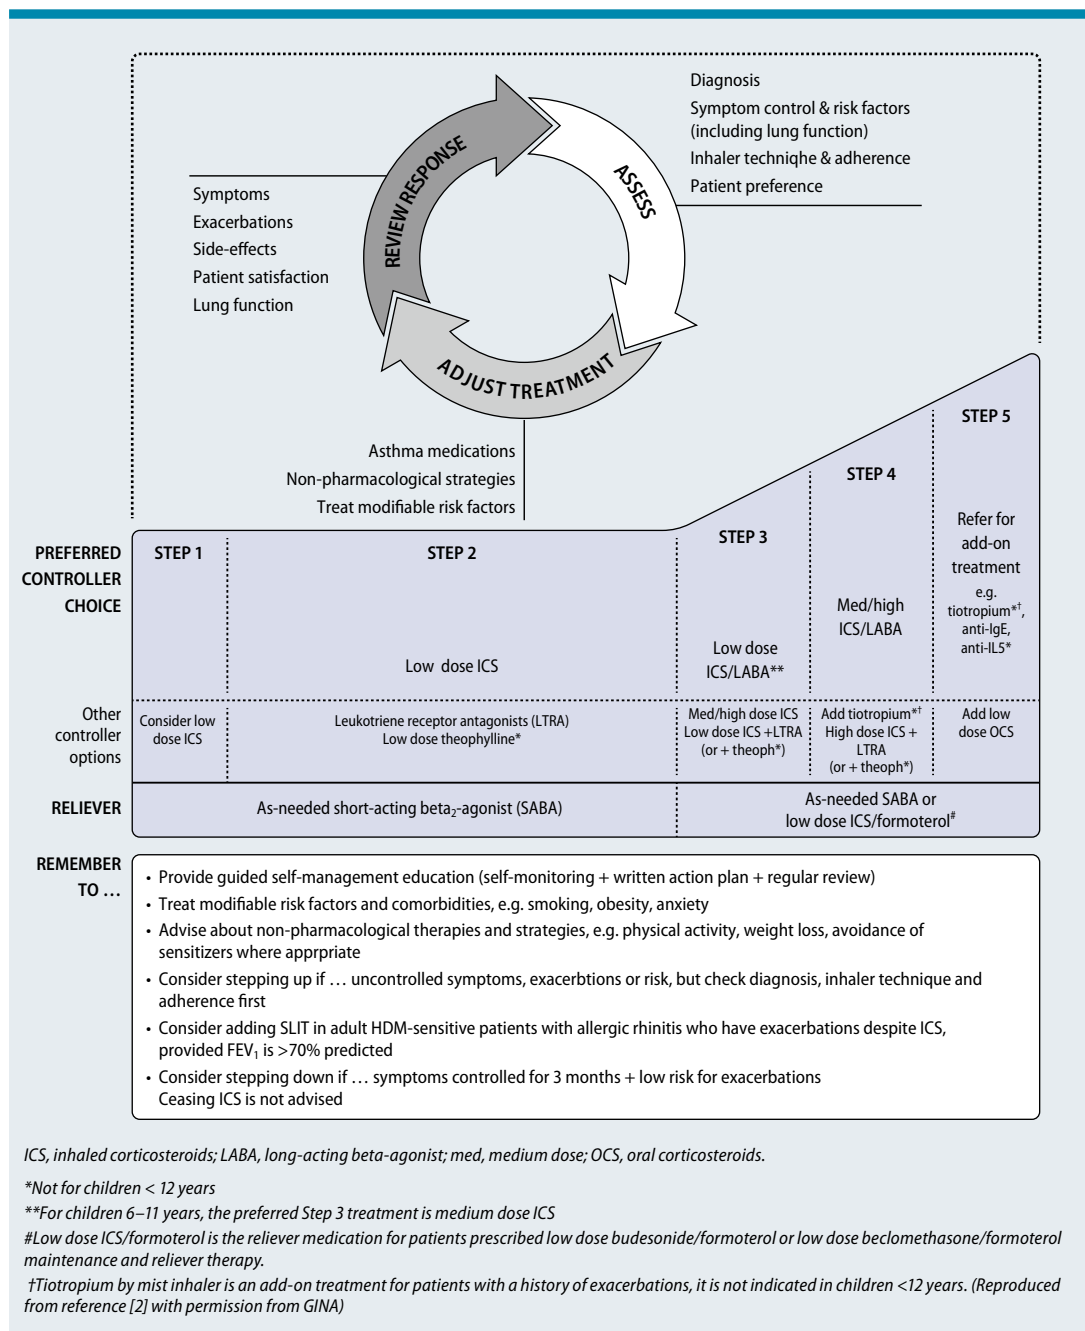 Diagnosis
Symptom control & risk factors
(including lung function)
Inhaler techniqhe & adherence
Patient preference
REVIEW RESPONSE
ASSESS
ADJUST TREATMENT
Symptoms
Exacerbations
Side-effects
Patient satisfaction
Lung function
Asthma medications
Non-pharmacological strategies
Treat modifiable risk factors
PREFERRED
CONTROLLER
CHOICE
STEP 1
STEP 2
Low dose ICS
STEP 3
Low dose
ICS/LABA**
STEP 4
Med/high
ICS/LABA
STEP 5
Refer for
add-on
treatment
e.g.
tiotropium*†,
anti-IgE,
anti-IL5*
Other
controller
options
Consider low
dose ICS
Leukotriene receptor antagonists (LTRA)
Low dose theophylline*
Med/high dose ICS
Low dose ICS +LTRA
(or + theoph*)
Add tiotropium*†
High dose ICS +
LTRA
(or + theoph*)
Add low
dose OCS
RELIEVER
As-needed short-acting beta₂-agonist (SABA)
As-needed SABA or
low dose ICS/formoterol#
REMEMBER
TO …
• Provide guided self-management education (self-monitoring + written action plan + regular review)
• Treat modifiable risk factors and comorbidities, e.g. smoking, obesity, anxiety
• Advise about non-pharmacological therapies and strategies, e.g. physical activity, weight loss, avoidance of
sensitizers where apprpriate
• Consider stepping up if … uncontrolled symptoms, exacerbtions or risk, but check diagnosis, inhaler technique and
adherence first
• Consider adding SLIT in adult HDM-sensitive patients with allergic rhinitis who have exacerbations despite ICS,
provided FEV₁ is >70% predicted
• Consider stepping down if … symptoms controlled for 3 months + low risk for exacerbations
Ceasing ICS is not advised
ICS, inhaled corticosteroids; LABA, long-acting beta-agonist; med, medium dose; OCS, oral corticosteroids.
*Not for children < 12 years
**For children 6–11 years, the preferred Step 3 treatment is medium dose ICS
#Low dose ICS/formoterol is the reliever medication for patients prescribed low dose budesonide/formoterol or low dose beclomethasone/formoterol
maintenance and reliever therapy.
†Tiotropium by mist inhaler is an add-on treatment for patients with a history of exacerbations, it is not indicated in children <12 years. (Reproduced
from reference [2] with permission from GINA)